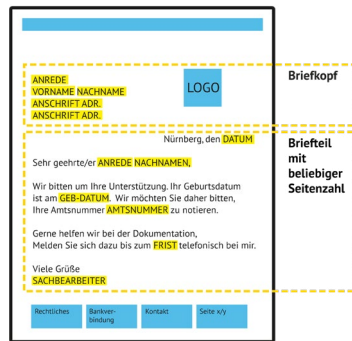 ANREDE
VORNAME NACHNAME
ANSCHRIFT ADR.
ANSCHRIFT ADR.
LOGO
Briefkopf
Nürnberg, den DATUM
Sehr geehrte/er ANREDE NACHNAMEN,
Wir bitten um Ihre Unterstützung. Ihr Geburtsdatum
ist am GEB-DATUM. Wir möchten Sie daher bitten,
Ihre Amtsnummer AMTSNUMMER zu notieren.
Gerne helfen wir bei der Dokumentation,
Melden Sie sich dazu bis zum FRIST telefonisch bei mir.
Viele Grüße
SACHBEARBEITER
Briefteil
mit
beliebiger
Seitenzahl
Rechtliches
Bankver-
bindung
Kontakt
Seite x/y